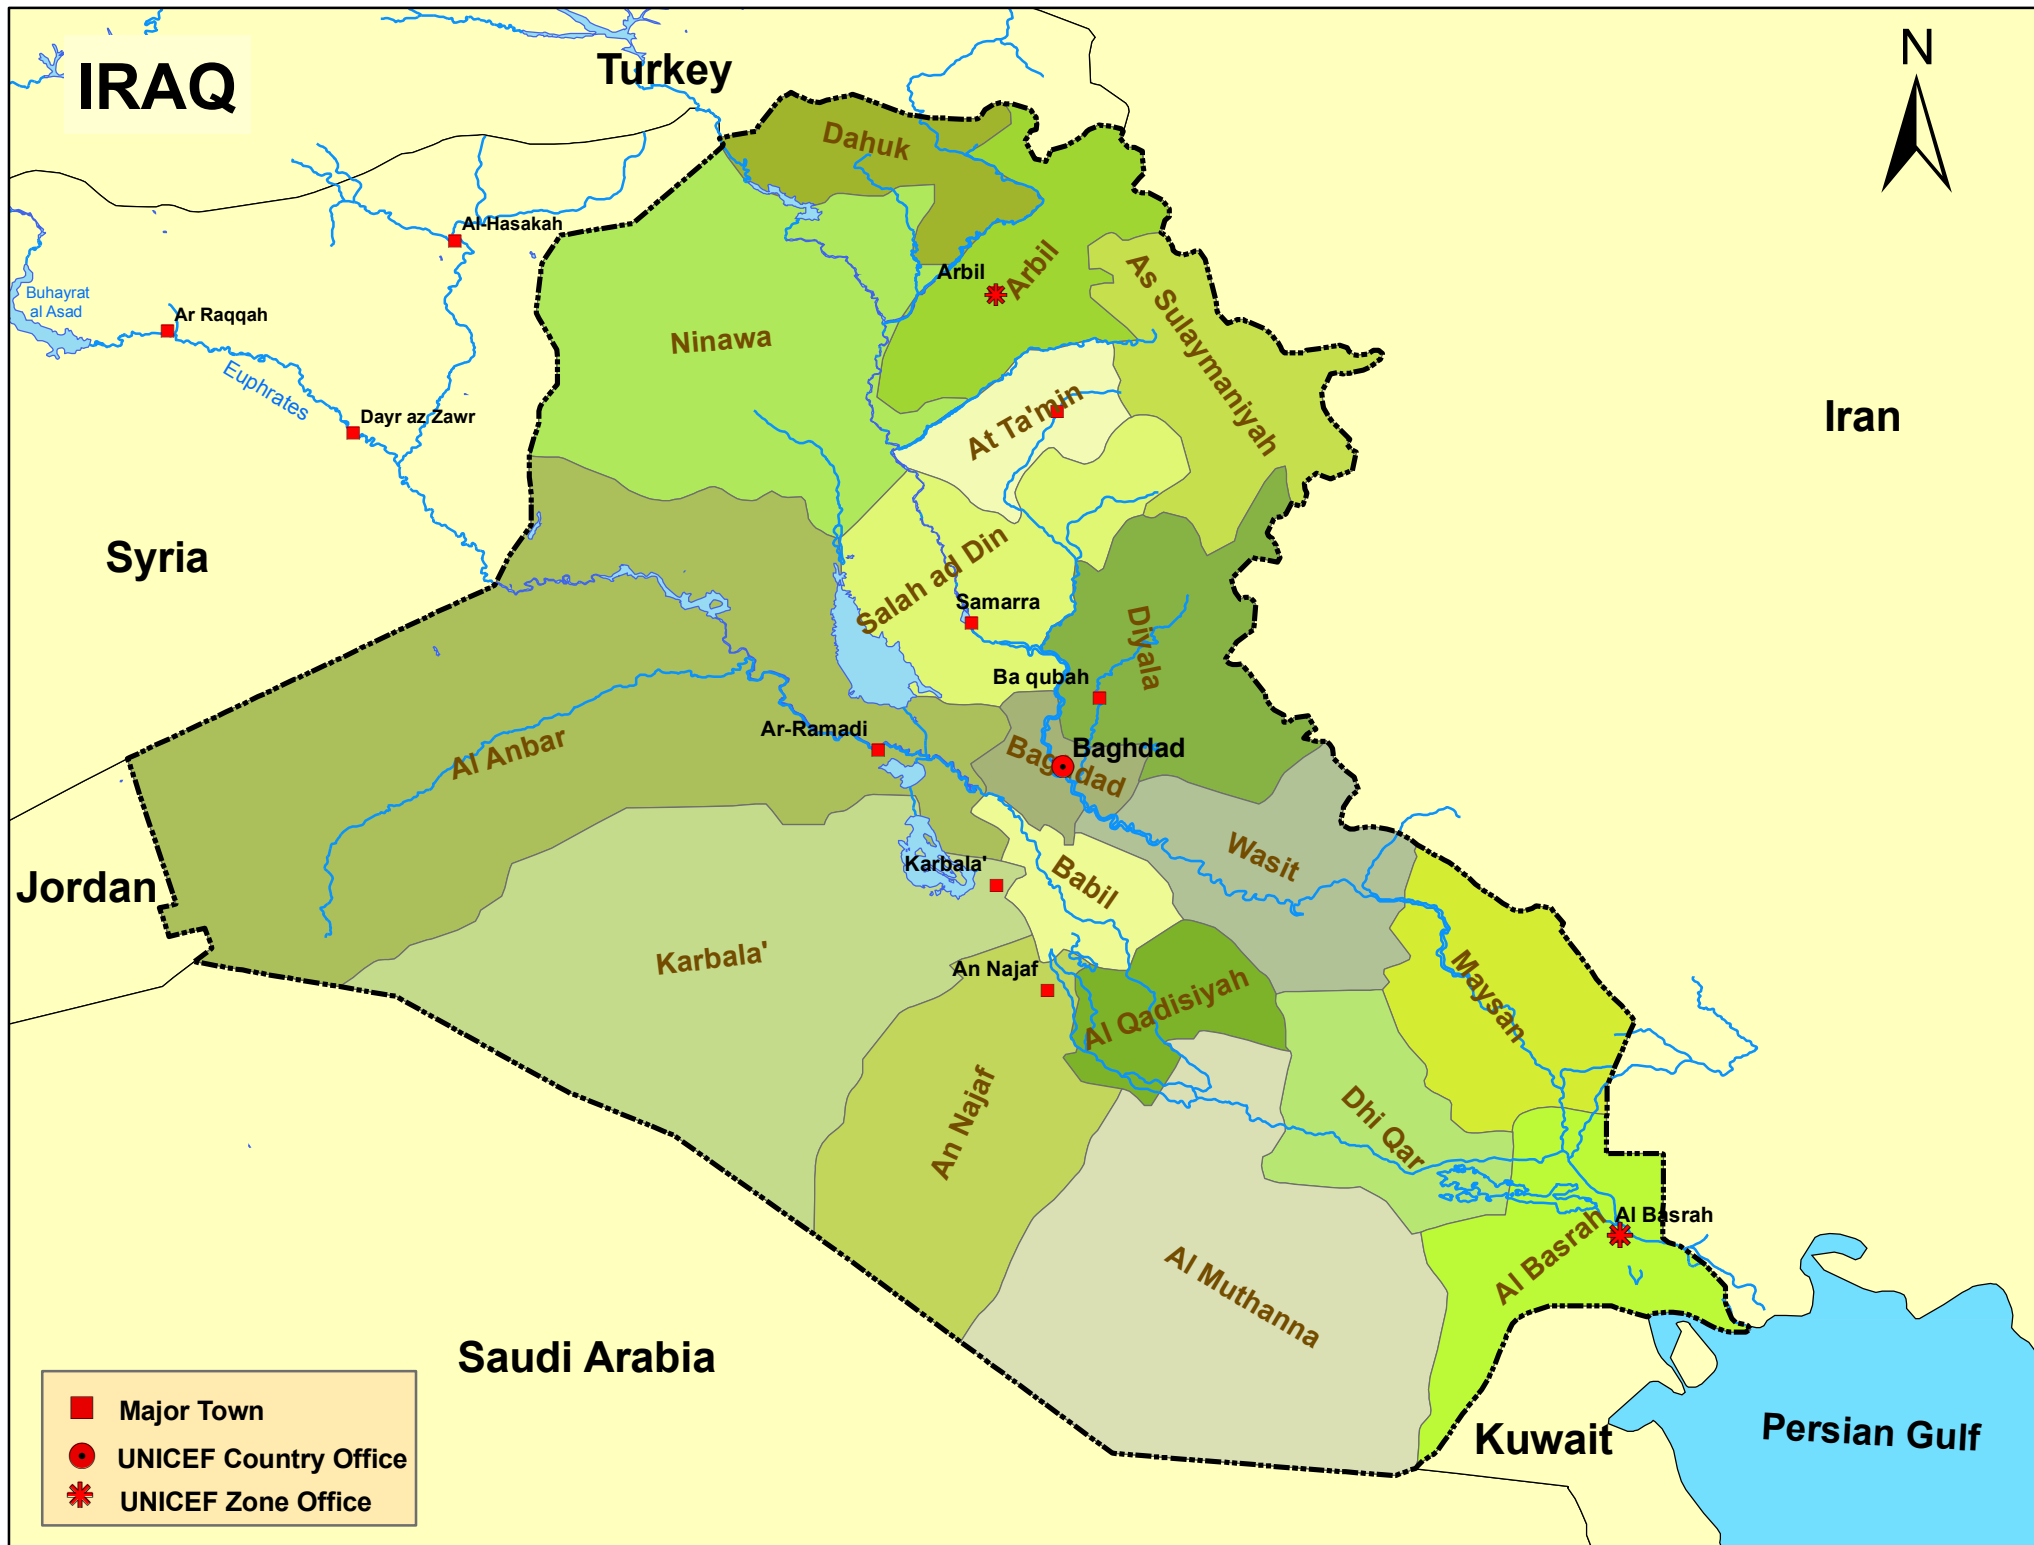 IRAQ
Turkey
N
Dahuk
Al-Hasakah
Arbil
Arbil
As Sulaymaniyah
Buhayrat
al Asad
Ar Raqqah
Ninawa
Euphrates
Dayr az Zawr
At Ta'min
Iran
Syria
Salah ad Din
Samarra
Diyala
Ba qubah
Ar-Ramadi
Al Anbar
Baghdad
Baghdad
Wasit
Jordan
Karbala'
Babil
Karbala'
An Najaf
Al Qadisiyah
Maysan
An Najaf
Dhi Qar
Al Basrah
Al Basrah
Al Muthanna
Saudi Arabia
Kuwait
Persian Gulf
Major Town
UNICEF Country Office
UNICEF Zone Office